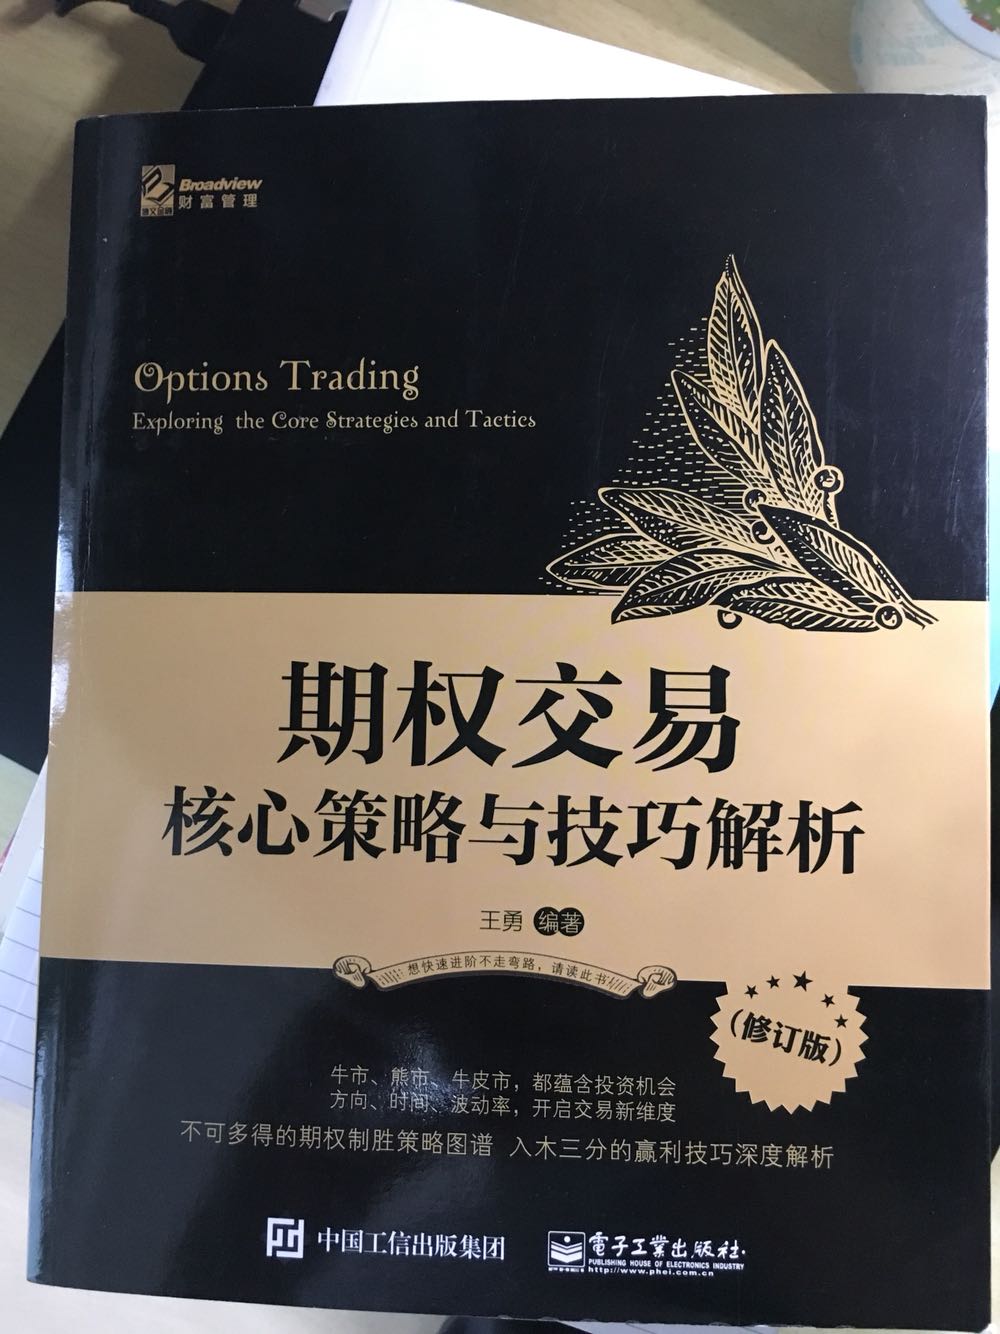 Broadview
财富管理
博文金融
Options Trading
Exploring the Core Strategies and Tactics
期权交易
核心策略与技巧解析
王勇 编著
想快速进阶不走弯路，请读此书
（修订版）
牛市、熊市、牛皮市，都蕴含投资机会
方向、时间、波动率，开启交易新维度
不可多得的期权制胜策略图谱 入木三分的赢利技巧深度解析
中国工信出版集团
电子工业出版社
PUBLISHING HOUSE OF ELECTRONICS INDUSTRY
http://www.phei.com.cn